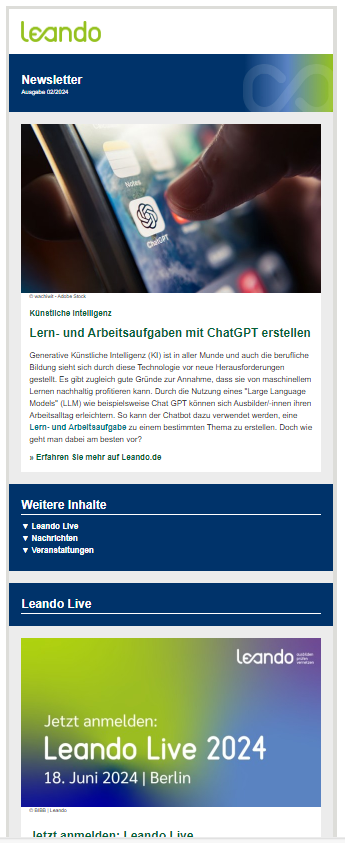 leando
Newsletter
Ausgabe 02/2024
Notes
ChatGPT
© wachiwit - Adobe Stock
Künstliche Intelligenz
Lern- und Arbeitsaufgaben mit ChatGPT erstellen
Generative Künstliche Intelligenz (KI) ist in aller Munde und auch die berufliche
Bildung sieht sich durch diese Technologie vor neue Herausforderungen
gestellt. Es gibt zugleich gute Gründe zur Annahme, dass sie von maschinellem
Lernen nachhaltig profitieren kann. Durch die Nutzung eines "Large Language
Models" (LLM) wie beispielsweise Chat GPT können sich Ausbilder/-innen ihren
Arbeitsalltag erleichtern. So kann der Chatbot dazu verwendet werden, eine
Lern- und Arbeitsaufgabe zu einem bestimmten Thema zu erstellen. Doch wie
geht man dabei am besten vor?
» Erfahren Sie mehr auf Leando.de
Weitere Inhalte
▼ Leando Live
▼ Nachrichten
▼ Veranstaltungen
Leando Live
leando
ausbilden
prüfen
vernetzen
Jetzt anmelden:
Leando Live 2024
18. Juni 2024 | Berlin
© BIBB | Leando
Jetzt anmelden: Leando Live